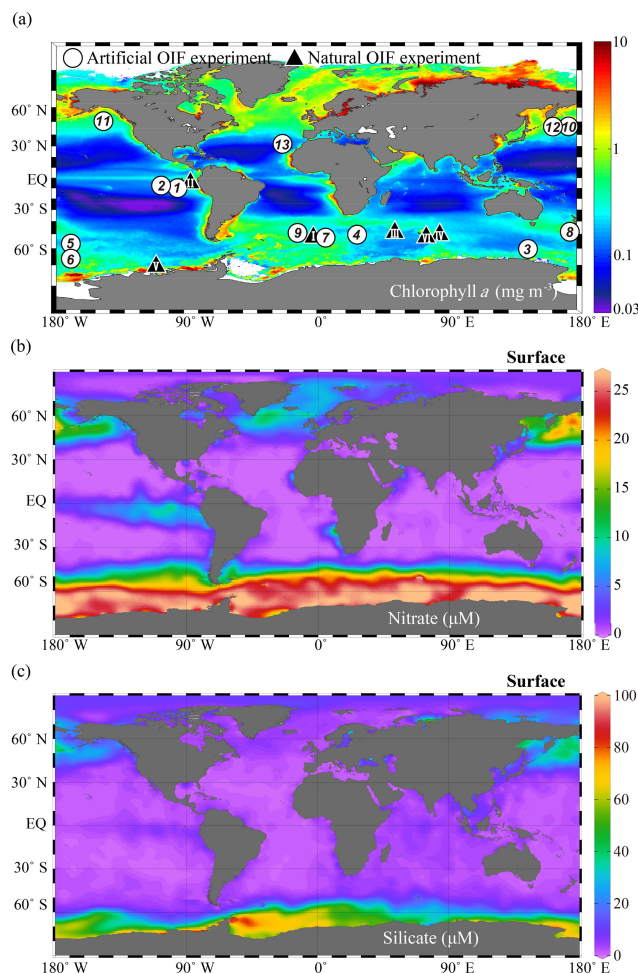 (a)
○ Artificial OIF experiment ▲ Natural OIF experiment
10
60° N
11
12 10
30° N
13
1
EQ
2 1 II
30° S
0.1
9 I 7 4 III VI IV 8
60° S
5
3
6
V
Chlorophyll a (mg m⁻³)
0.03
180° W 90° W 0° 90° E 180° E
(b)
Surface
25
60° N
20
30° N
15
EQ
10
30° S
5
60° S
Nitrate (μM)
0
180° W 90° W 0° 90° E 180° E
(c)
Surface
100
60° N
80
30° N
60
EQ
40
30° S
20
60° S
Silicate (μM)
0
180° W 90° W 0° 90° E 180° E